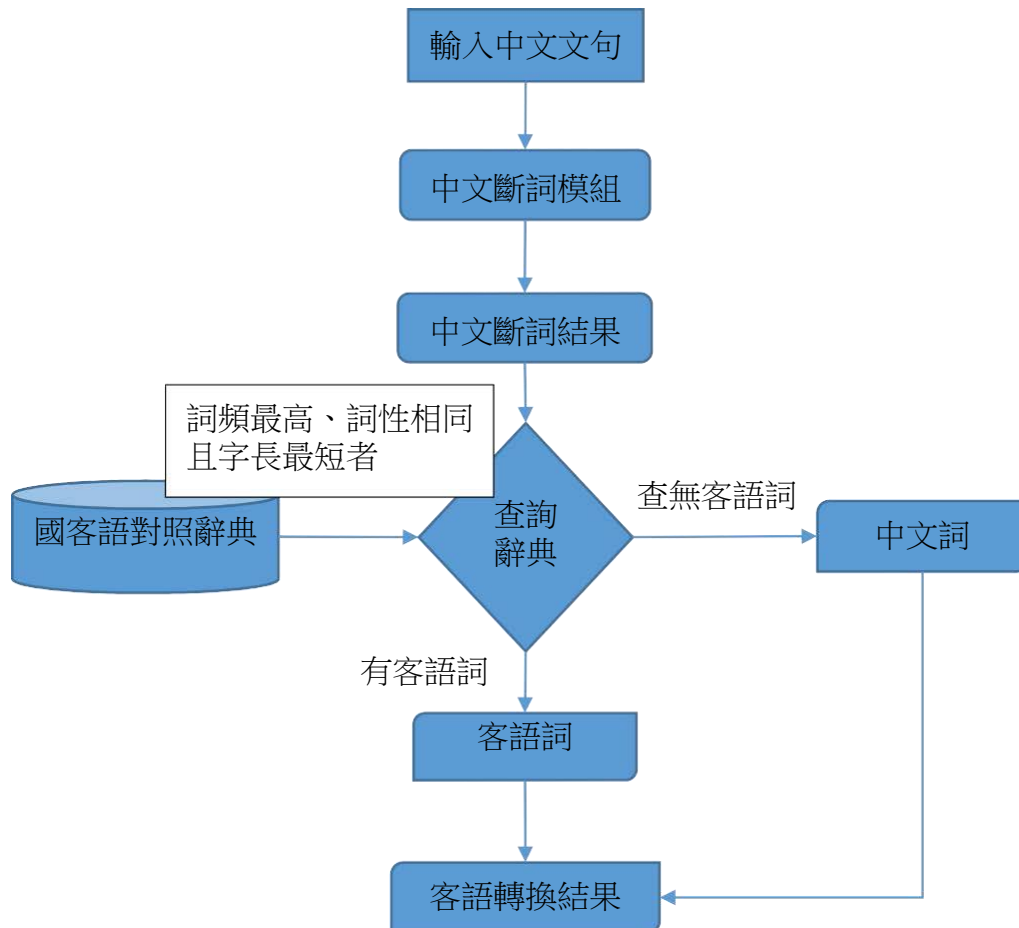 輸入中文文句
中文斷詞模組
中文斷詞結果
詞頻最高、詞性相同
且字長最短者
國客語對照辭典
查詢
辭典
查無客語詞
中文詞
有客語詞
客語詞
客語轉換結果